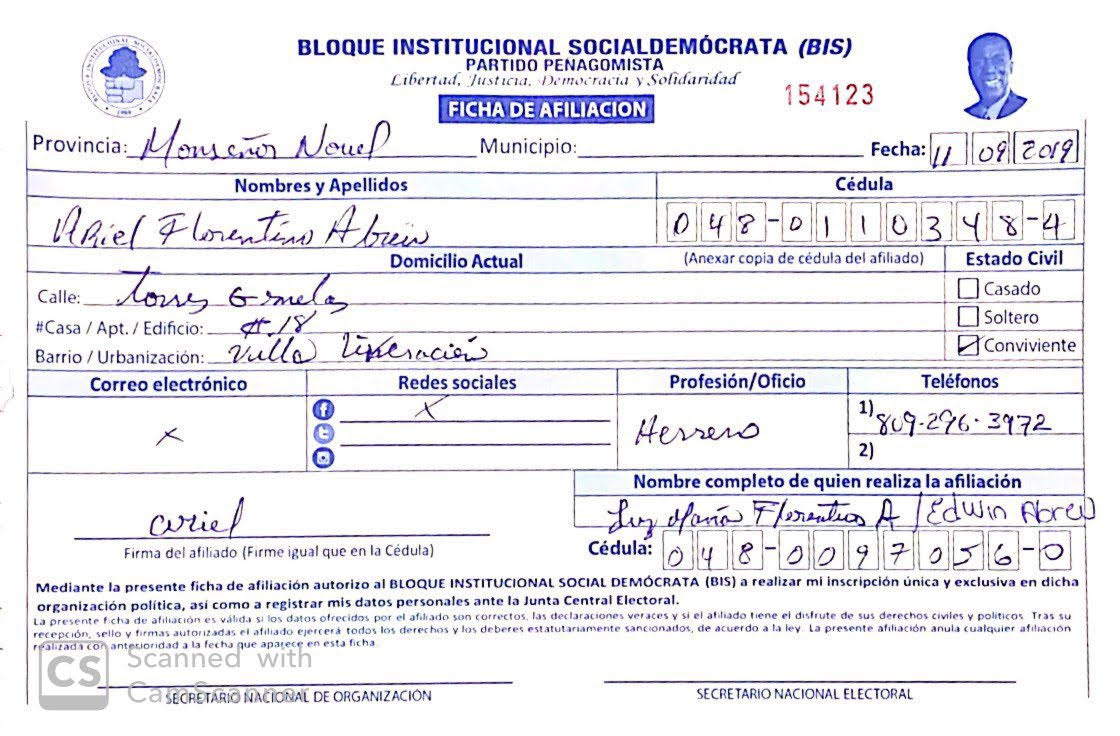 BLOQUE INSTITUCIONAL SOCIALDEMÓCRATA (BIS)
PARTIDO PENAGOMISTA
Libertad, Justicia, Democracia y Solidaridad
FICHA DE AFILIACION
154123
Provincia: Monseñor Nouel Municipio: Fecha: 11 09 2019
Nombres y Apellidos Cédula
Ariel Florentino Abreu 048-0110348-4
Domicilio Actual (Anexar copia de cédula del afiliado) Estado Civil
Calle: Torres Gemelas Casado
#Casa / Apt. / Edificio: #. 18 Soltero
Barrio / Urbanización: Villa Liberación Conviviente
Correo electrónico Redes sociales Profesión/Oficio Teléfonos
X X Herrero 1) 809-296-3972
2)
Nombre completo de quien realiza la afiliación
Ariel Luz María Florentino A / Edwin Abreu
Firma del afiliado (Firme igual que en la Cédula) Cédula: 048-0097056-0
Mediante la presente ficha de afiliación autorizo al BLOQUE INSTITUCIONAL SOCIAL DEMÓCRATA (BIS) a realizar mi inscripción única y exclusiva en dicha
organización política, así como a registrar mis datos personales ante la Junta Central Electoral.
La presente ficha de afiliación es válida si los datos ofrecidos por el afiliado son correctos, las declaraciones veraces y si el afiliado tiene el disfrute de sus derechos civiles y políticos. Tras su
recepción, sello y firmas autorizadas el afiliado ejercerá todos los derechos y los deberes estatutariamente sancionados, de acuerdo a la ley. La presente afiliación anula cualquier afiliación
realizada con anterioridad a la fecha que aparece en esta ficha.
CS Scanned with
CamScanner
SECRETARIO NACIONAL DE ORGANIZACIÓN SECRETARIO NACIONAL ELECTORAL